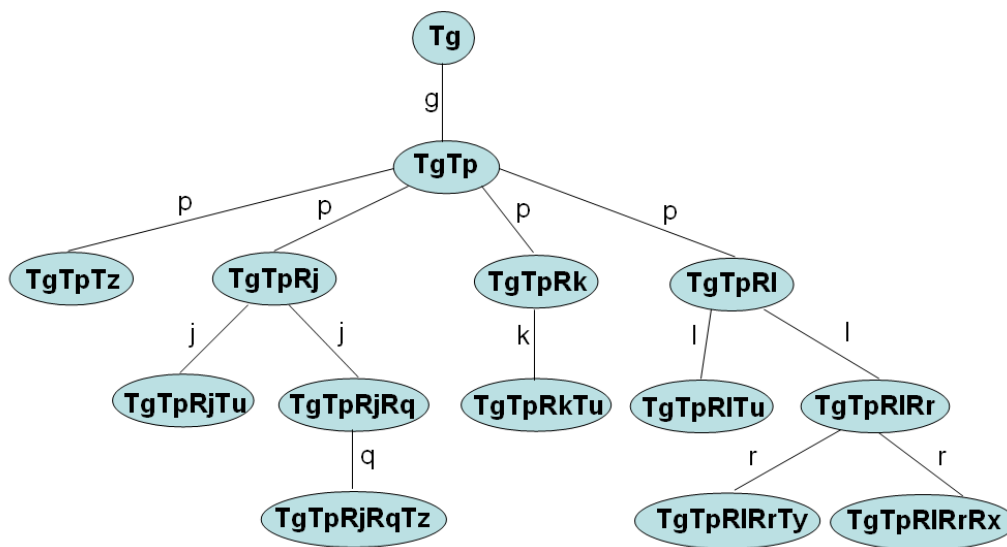 Tg
g
TgTp
p p p p
TgTpTz TgTpRj TgTpRk TgTpRl
j j k l l
TgTpRjTu TgTpRjRq TgTpRkTu TgTpRlTu TgTpRlRr
q r r
TgTpRjRqTz TgTpRlRrTy TgTpRlRrRx